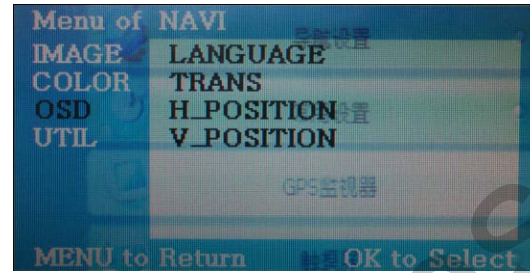 Menu of NAVI
IMAGE LANGUAGE
COLOR TRANS
OSD H_POSITION
UTIL V_POSITION
GPS监视器
MENU to Return OK to Select